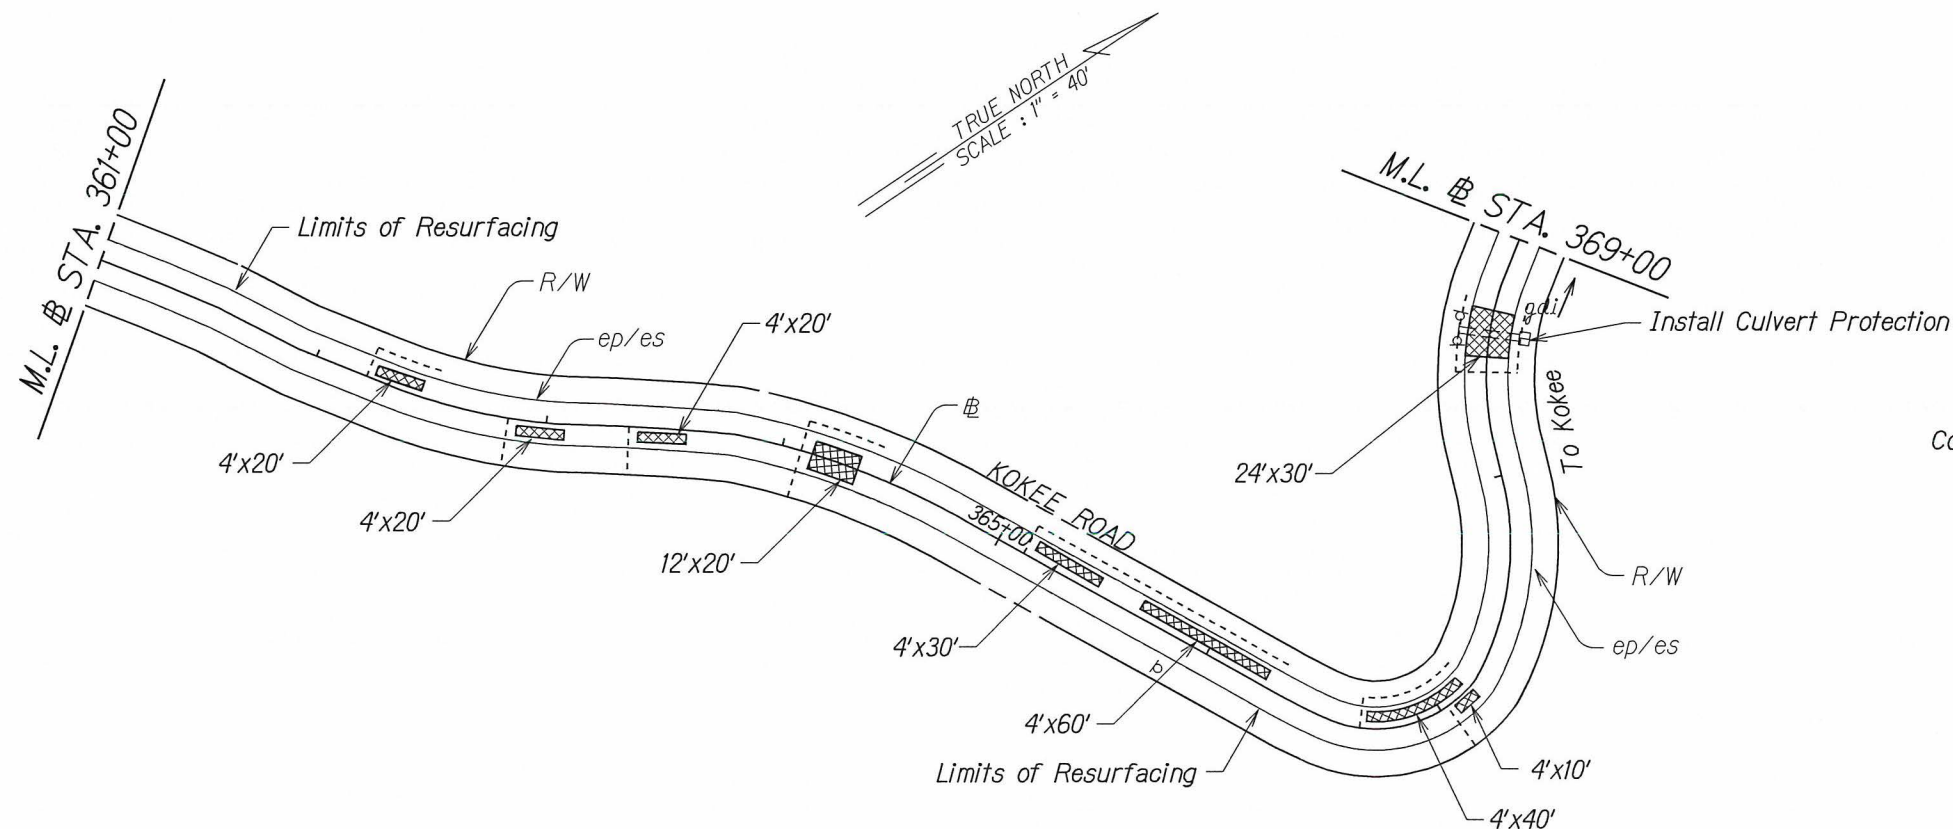 TRUE NORTH
SCALE : 1" = 40'
M.L. B STA. 361+00
Limits of Resurfacing
R/W
ep/es
4'x20'
4'x20'
4'x20'
12'x20'
B
KOKEE ROAD
365+00
4'x30'
4'x60'
Limits of Resurfacing
4'x40'
4'x10'
ep/es
R/W
To Kokee
24'x30'
M.L. B STA. 369+00
gdi
Install Culvert Protection